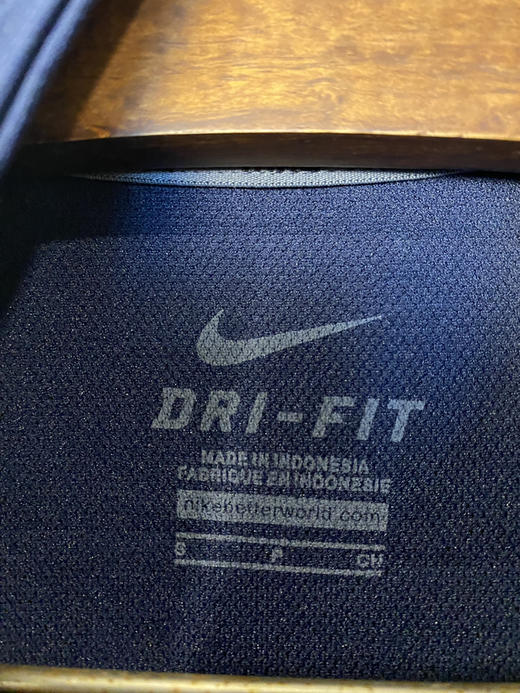 DRI-FIT
MADE IN INDONESIA
FABRIQUE EN INDONESIE
nikebetterworld.com
S P CH